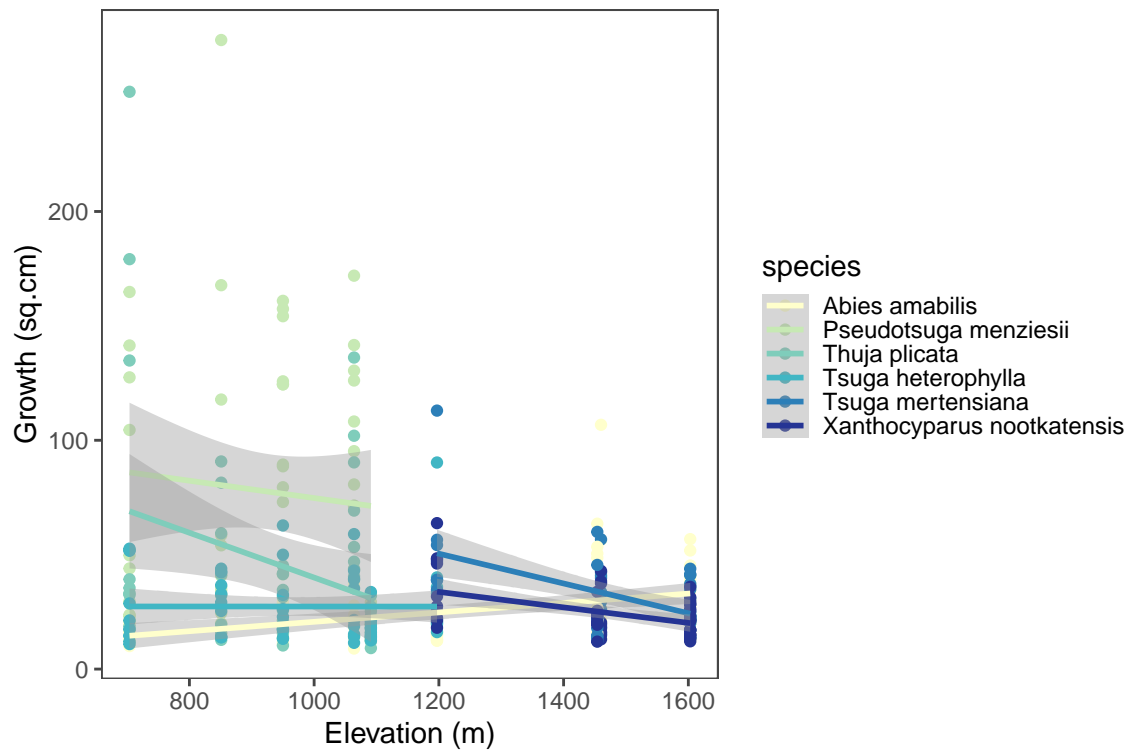 200
100
0
Growth (sq.cm)
800 1000 1200 1400 1600
Elevation (m)
species
Abies amabilis
Pseudotsuga menziesii
Thuja plicata
Tsuga heterophylla
Tsuga mertensiana
Xanthocyparus nootkatensis